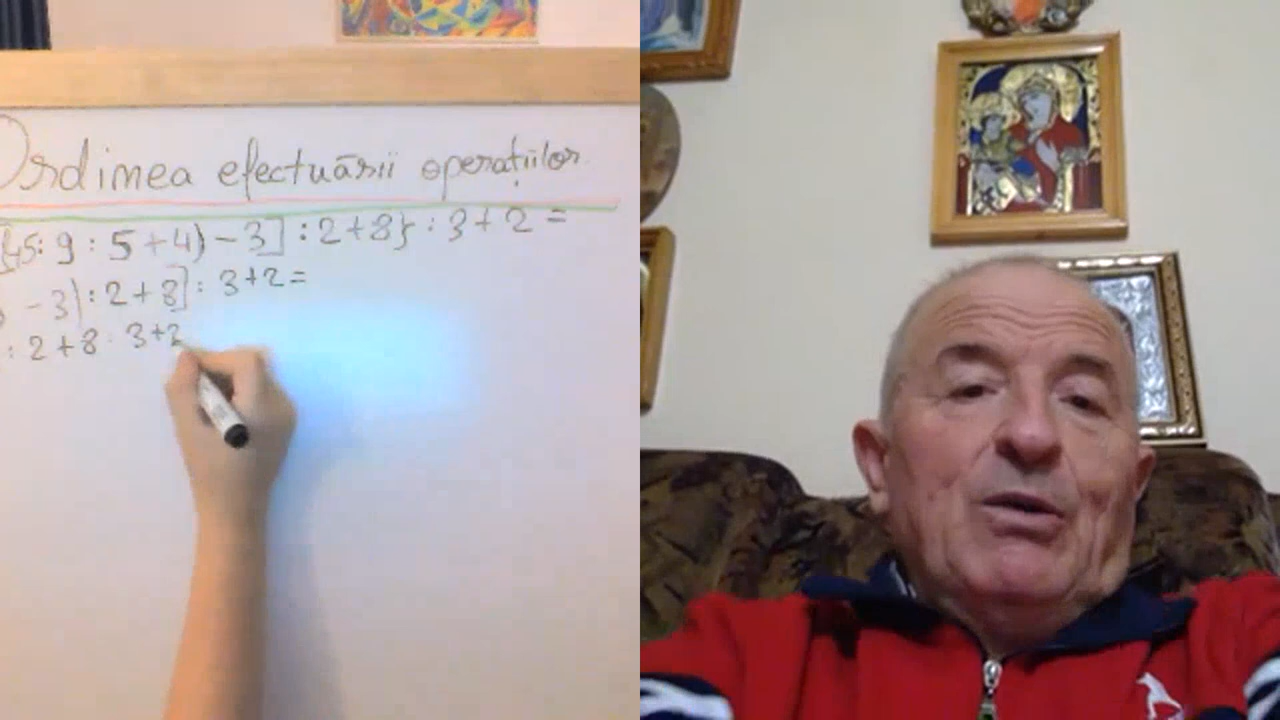 Ordinea efectuării operațiilor
45:9:5+4)-3]:2+8}:3+2=
-3):2+8]:3+2=
:2+8:3+2